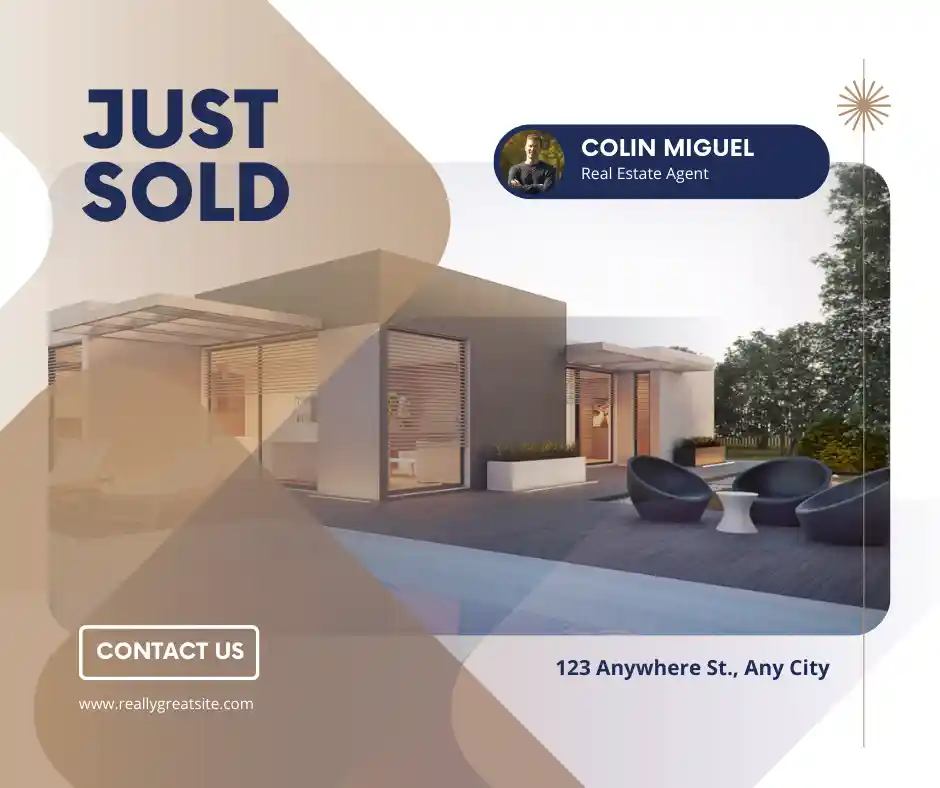 JUST
SOLD
COLIN MIGUEL
Real Estate Agent
CONTACT US
123 Anywhere St., Any City
www.reallygreatsite.com